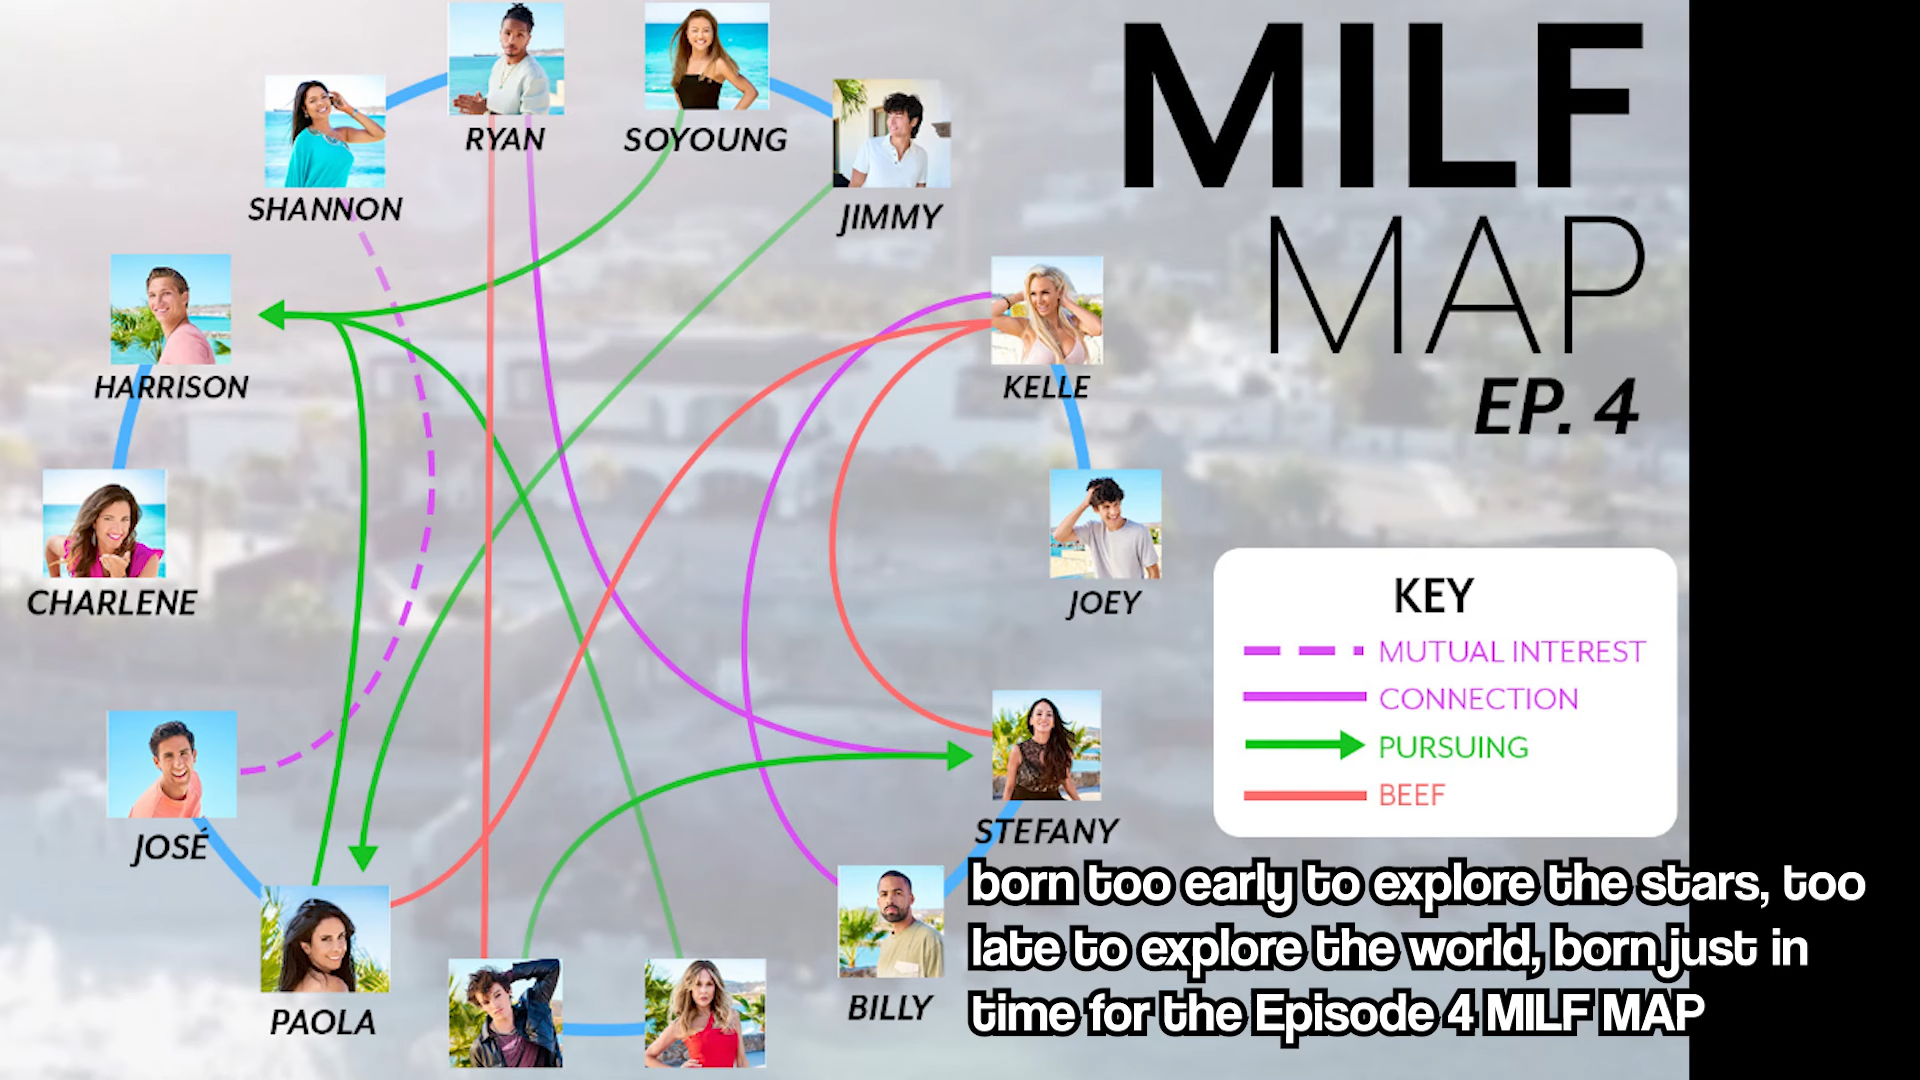 MILF
MAP
EP. 4
RYAN
SOYOUNG
SHANNON
JIMMY
HARRISON
KELLE
CHARLENE
JOEY
KEY
MUTUAL INTEREST
CONNECTION
PURSUING
BEEF
JOSÉ
STEFANY
PAOLA
BILLY
born too early to explore the stars, too
late to explore the world, born just in
time for the Episode 4 MILF MAP